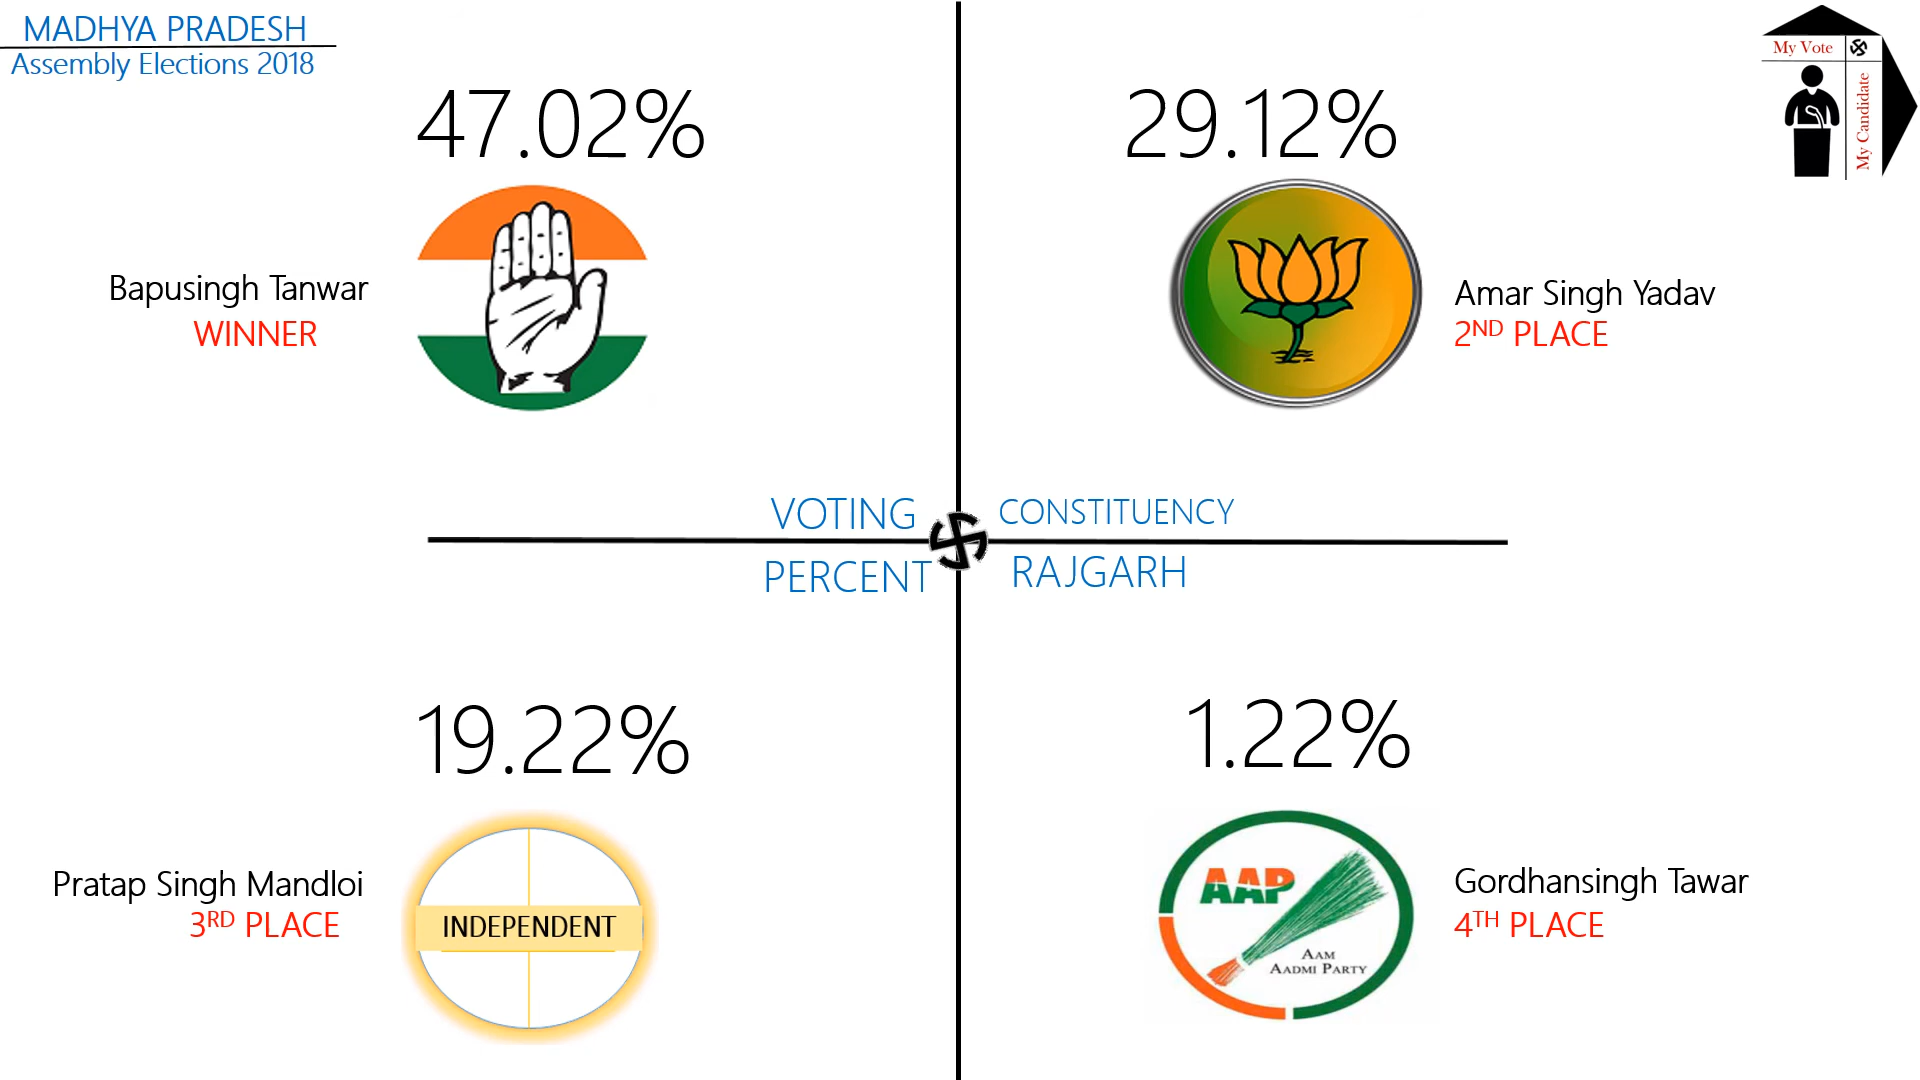 MADHYA PRADESH
Assembly Elections 2018
My Vote
My Candidate
47.02%
Bapusingh Tanwar
WINNER
29.12%
Amar Singh Yadav
2ND PLACE
VOTING
PERCENT
CONSTITUENCY
RAJGARH
19.22%
Pratap Singh Mandloi
3RD PLACE
INDEPENDENT
1.22%
AAP
AAM
AADMI PARTY
Gordhansingh Tawar
4TH PLACE